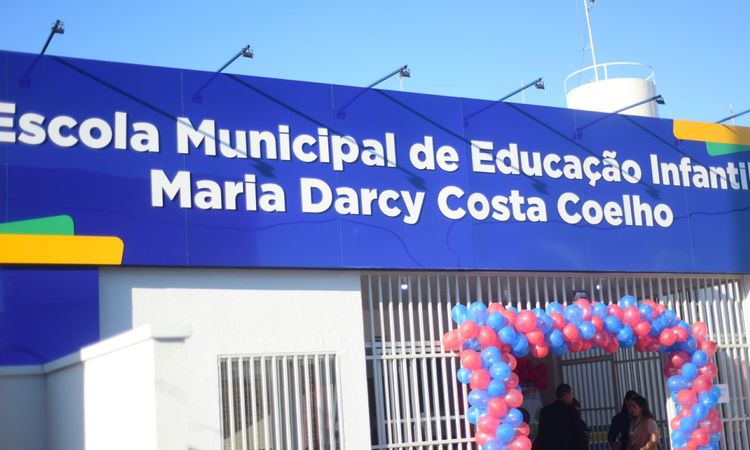 Escola Municipal de Educação Infantil
Maria Darcy Costa Coelho